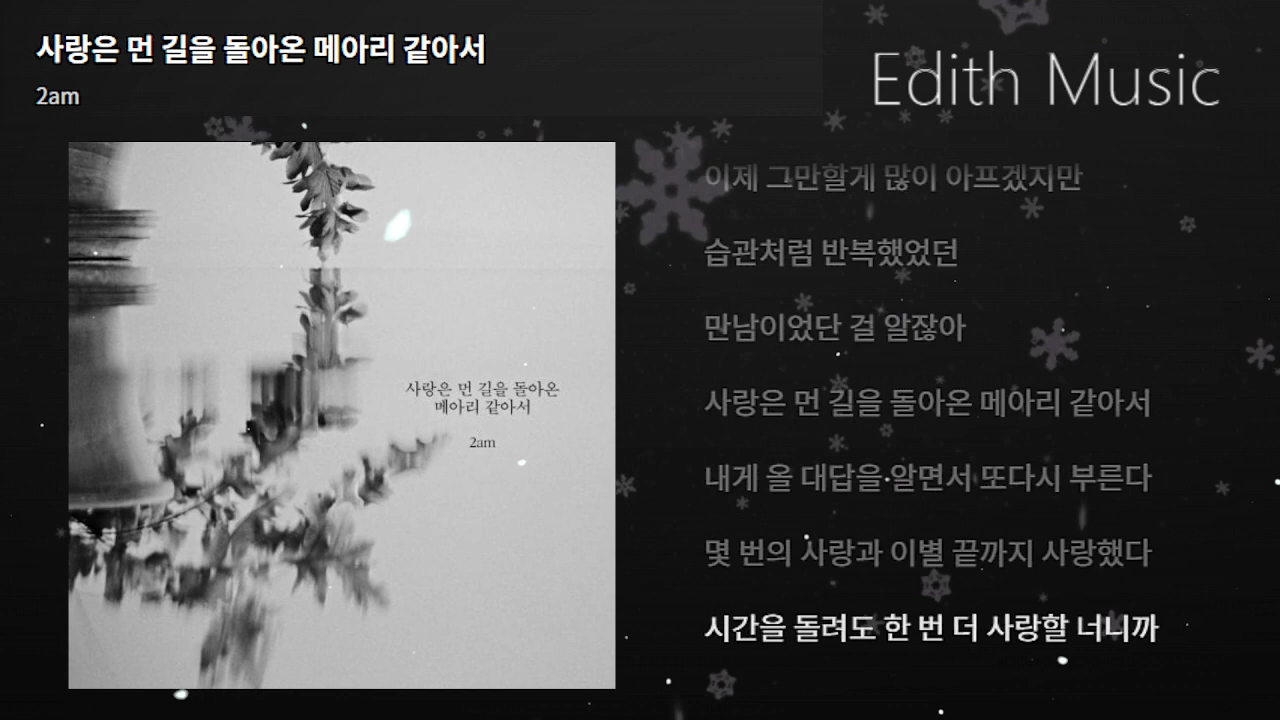 사랑은 먼 길을 돌아온 메아리 같아서
2am
Edith Music
사랑은 먼 길을 돌아온
메아리 같아서
2am
이제 그만할게 많이 아프겠지만
습관처럼 반복했었던
만남이었단 걸 알잖아
사랑은 먼 길을 돌아온 메아리 같아서
내게 올 대답을 알면서 또다시 부른다
몇 번의 사랑과 이별 끝까지 사랑했다
시간을 돌려도 한 번 더 사랑할 너니까